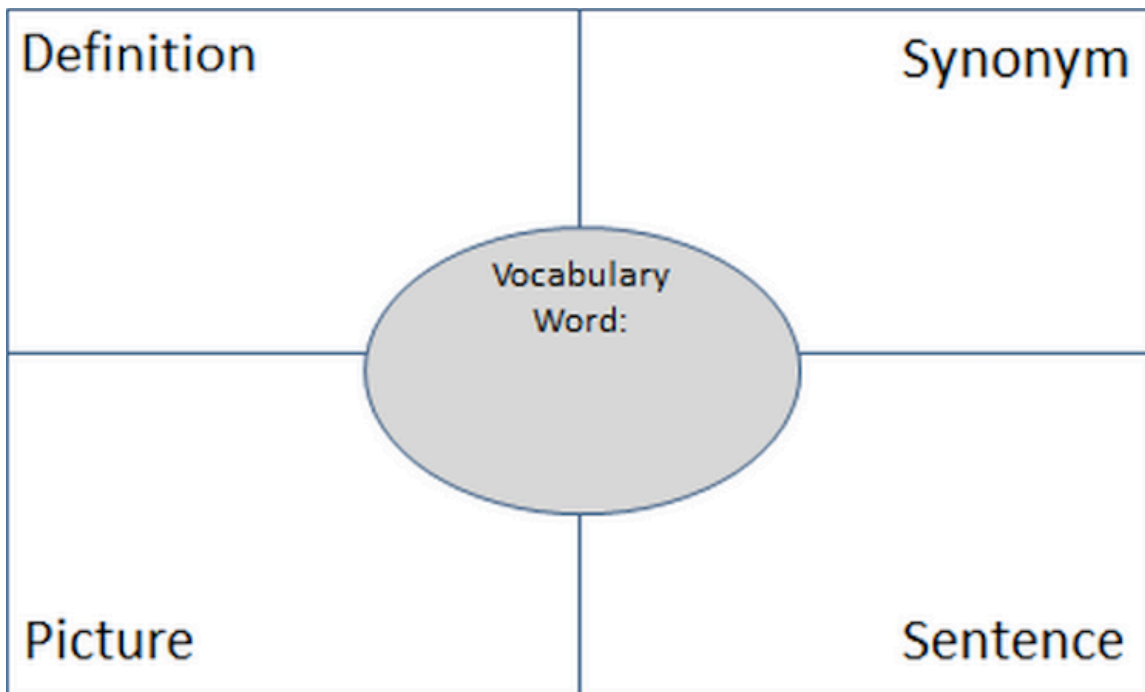 Definition
Synonym
Vocabulary
Word:
Picture
Sentence